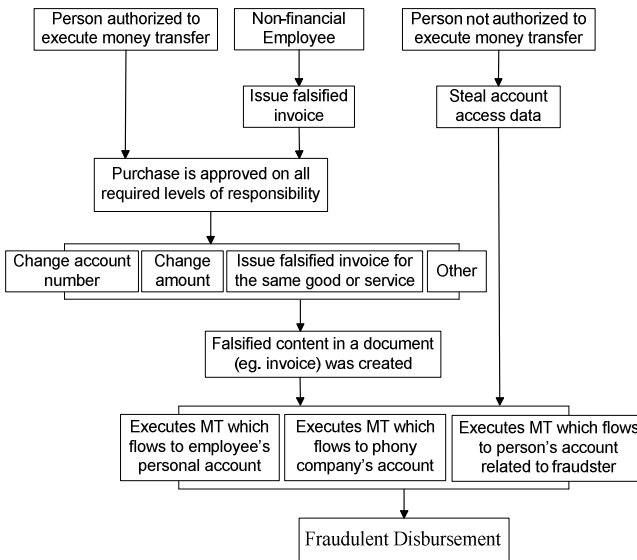 Person authorized to
execute money transfer
Non-financial
Employee
Person not authorized to
execute money transfer
Issue falsified
invoice
Steal account
access data
Purchase is approved on all
required levels of responsibility
Change account
number
Change
amount
Issue falsified invoice for
the same good or service
Other
Falsified content in a document
(eg. invoice) was created
Executes MT which
flows to employee's
personal account
Executes MT which
flows to phony
company's account
Executes MT which flows
to person's account
related to fraudster
Fraudulent Disbursement